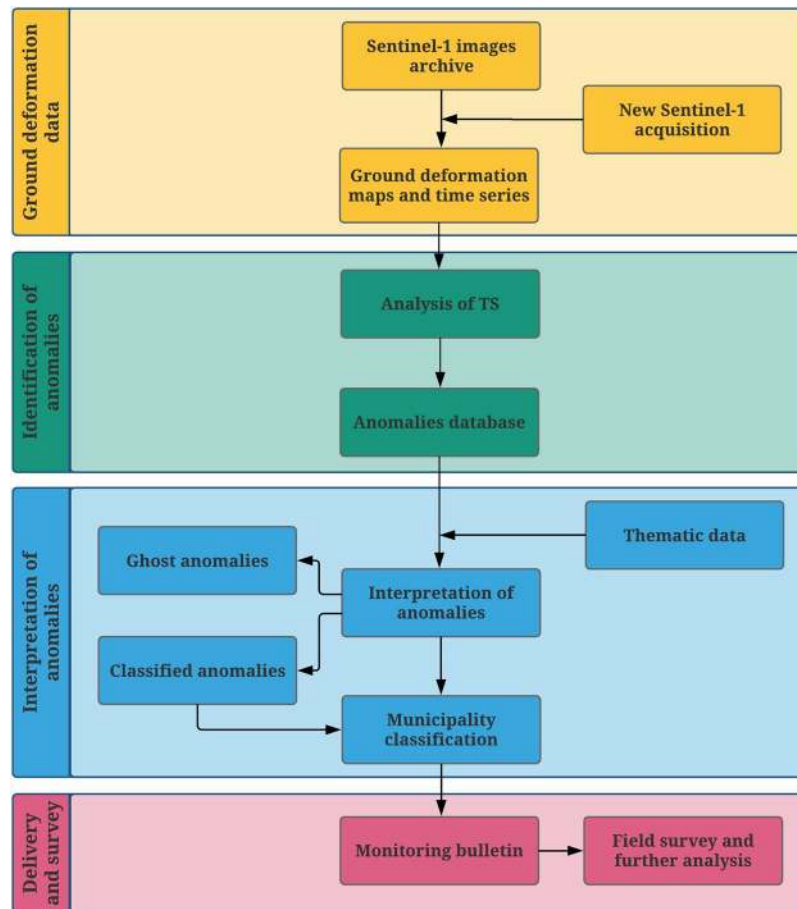 Ground deformation
data
Sentinel-1 images
archive
New Sentinel-1
acquisition
Ground deformation
maps and time series
Identification of
anomalies
Analysis of TS
Anomalies database
Interpretation of
anomalies
Thematic data
Ghost anomalies
Interpretation of
anomalies
Classified anomalies
Municipality
classification
Delivery
and survey
Monitoring bulletin
Field survey and
further analysis